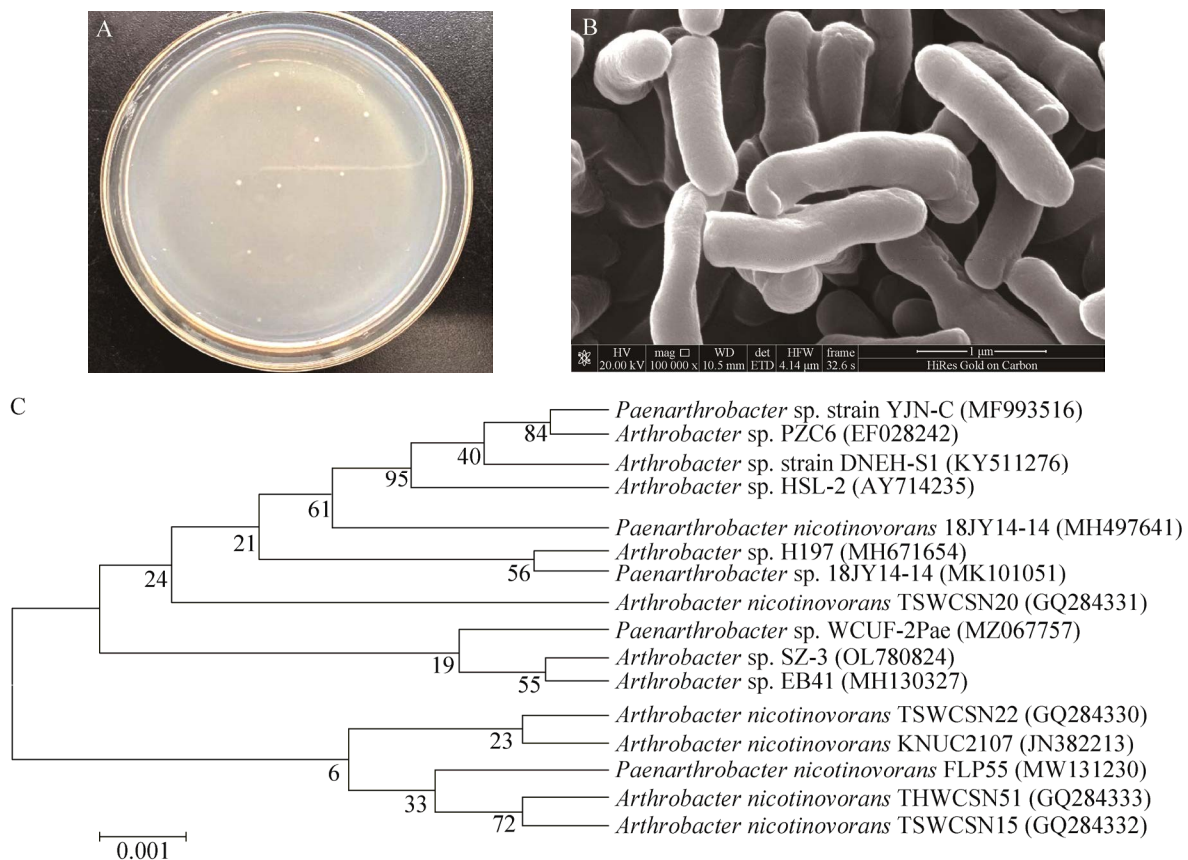 A
B
HV mag WD det HFW frame 1 μm
20.00 kV 100 000 x 10.5 mm ETD 4.14 μm 32.6 s HiRes Gold on Carbon
C
Paenarthrobacter sp. strain YJN-C (MF993516)
84
Arthrobacter sp. PZC6 (EF028242)
40
Arthrobacter sp. strain DNEH-S1 (KY511276)
95
Arthrobacter sp. HSL-2 (AY714235)
61
Paenarthrobacter nicotinovorans 18JY14-14 (MH497641)
21
Arthrobacter sp. H197 (MH671654)
56
Paenarthrobacter sp. 18JY14-14 (MK101051)
24
Arthrobacter nicotinovorans TSWCSN20 (GQ284331)
Paenarthrobacter sp. WCUF-2Pae (MZ067757)
19
Arthrobacter sp. SZ-3 (OL780824)
55
Arthrobacter sp. EB41 (MH130327)
Arthrobacter nicotinovorans TSWCSN22 (GQ284330)
23
Arthrobacter nicotinovorans KNUC2107 (JN382213)
6
Paenarthrobacter nicotinovorans FLP55 (MW131230)
33
Arthrobacter nicotinovorans THWCSN51 (GQ284333)
72
Arthrobacter nicotinovorans TSWCSN15 (GQ284332)
0.001